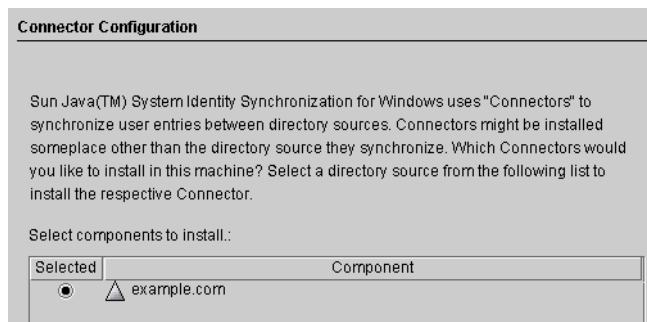 Connector Configuration
Sun Java(TM) System Identity Synchronization for Windows uses "Connectors" to
synchronize user entries between directory sources. Connectors might be installed
someplace other than the directory source they synchronize. Which Connectors would
you like to install in this machine? Select a directory source from the following list to
install the respective Connector.
Select components to install.:
Selected Component
example.com